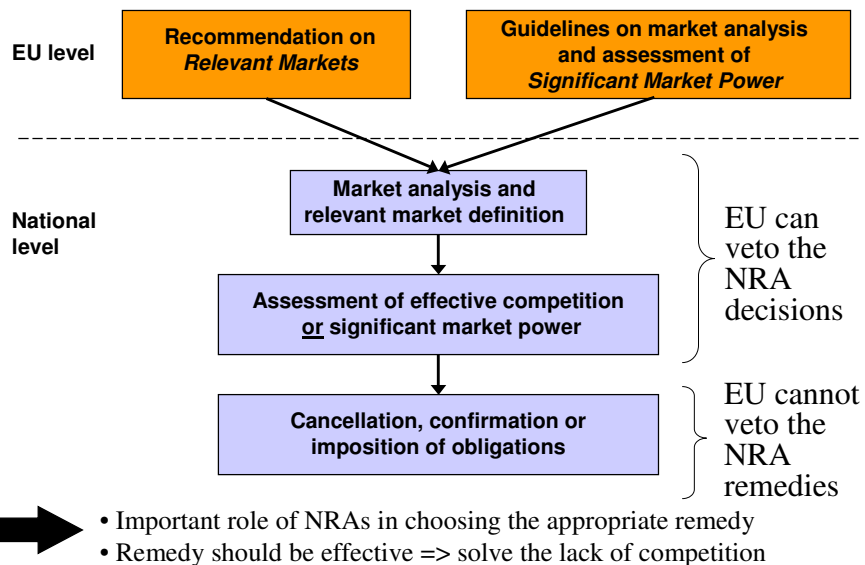 EU level
Recommendation on
Relevant Markets
Guidelines on market analysis
and assessment of
Significant Market Power
National
level
Market analysis and
relevant market definition
Assessment of effective competition
or significant market power
EU can
veto the
NRA
decisions
Cancellation, confirmation or
imposition of obligations
EU cannot
veto the
NRA
remedies
• Important role of NRAs in choosing the appropriate remedy
• Remedy should be effective => solve the lack of competition